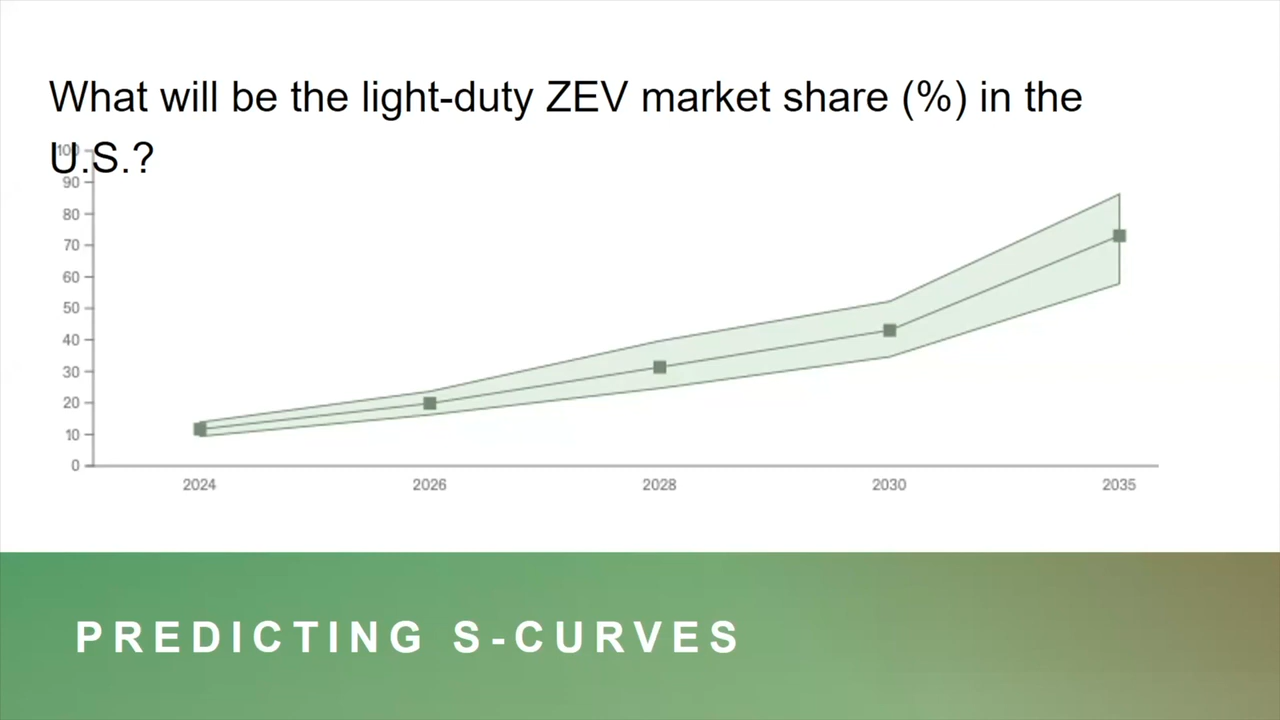 What will be the light-duty ZEV market share (%) in the
U.S.?
100
90
80
70
60
50
40
30
20
10
0
2024 2026 2028 2030 2035
PREDICTING S-CURVES